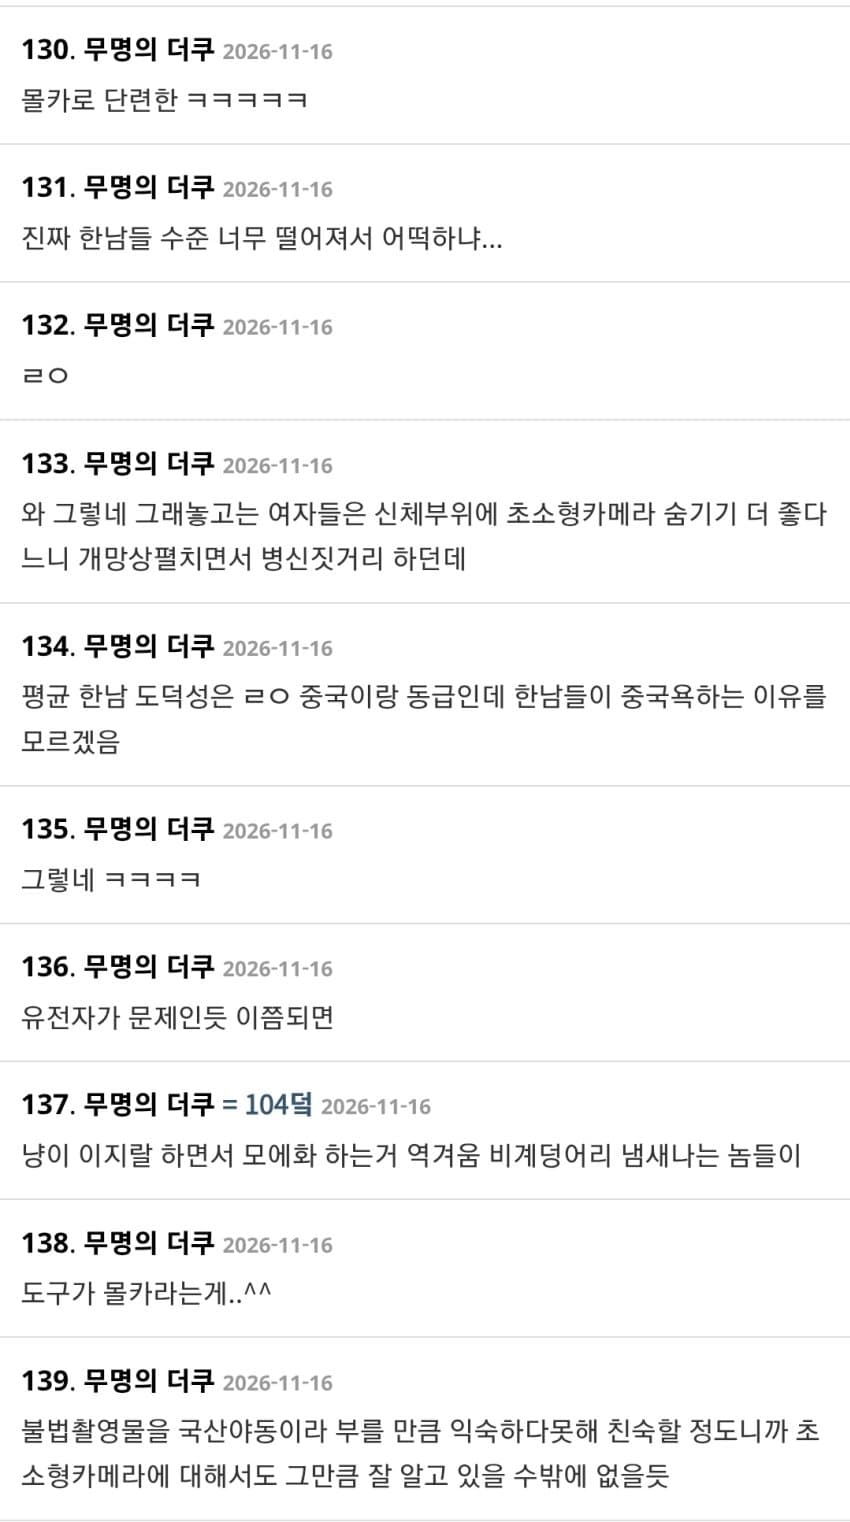 130. 무명의 더쿠 2026-11-16
몰카로 단련한 ㅋㅋㅋㅋㅋ
131. 무명의 더쿠 2026-11-16
진짜 한남들 수준 너무 떨어져서 어떡하냐...
132. 무명의 더쿠 2026-11-16
ㄹㅇ
133. 무명의 더쿠 2026-11-16
와 그렇네 그래놓고는 여자들은 신체부위에 초소형카메라 숨기기 더 좋다
느니 개망상펼치면서 병신짓거리 하던데
134. 무명의 더쿠 2026-11-16
평균 한남 도덕성은 ㄹㅇ 중국이랑 동급인데 한남들이 중국욕하는 이유를
모르겠음
135. 무명의 더쿠 2026-11-16
그렇네 ㅋㅋㅋㅋ
136. 무명의 더쿠 2026-11-16
유전자가 문제인듯 이쯤되면
137. 무명의 더쿠 = 104덬 2026-11-16
냥이 이지랄 하면서 모에화 하는거 역겨움 비계덩어리 냄새나는 놈들이
138. 무명의 더쿠 2026-11-16
도구가 몰카라는게..^^
139. 무명의 더쿠 2026-11-16
불법촬영물을 국산야동이라 부를 만큼 익숙하다못해 친숙할 정도니까 초
소형카메라에 대해서도 그만큼 잘 알고 있을 수밖에 없을듯